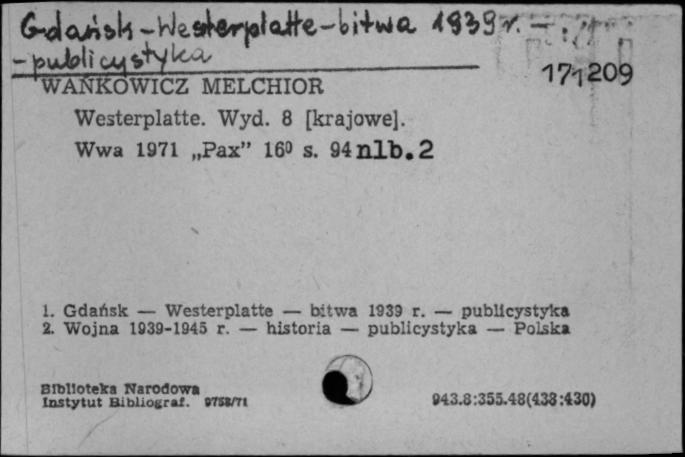 Gdańsk-Westerplatte-bitwa 1939 r. -
-publicystyka
171209
WAŃKOWICZ MELCHIOR
Westerplatte. Wyd. 8 [krajowe].
Wwa 1971 „Pax” 16⁰ s. 94 nlb. 2
1. Gdańsk — Westerplatte — bitwa 1939 r. — publicystyka
2. Wojna 1939-1945 r. — historia — publicystyka — Polska
Biblioteka Narodowa
Instytut Bibliograf. 9758/71
943.8:355.48(438:430)